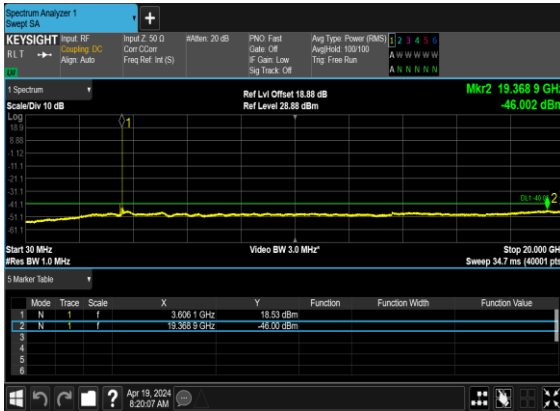 Spectrum Analyzer 1
Swept SA
+
KEYSIGHT Input: RF Input Z: 50 Ω #Atten: 20 dB PNO: Fast Avg Type: Power (RMS) 1 2 3 4 5 6
RLT Coupling: DC Corr CCorr Gate: Off Avg|Hold: 100/100 A W W W W W
Align: Auto Freq Ref: Int (S) IF Gain: Low Trig: Free Run
Sig Track: Off A N N N N N
1 Spectrum
Scale/Div 10 dB Ref Lvl Offset 18.88 dB Mkr2 19.368 9 GHz
Ref Level 28.88 dBm -46.002 dBm
Log
18.9
8.88
-1.12
-11.1
-21.1
-31.1
-41.1
-51.1
-61.1
1
2
Start 30 MHz Video BW 3.0 MHz* Stop 20.000 GH
#Res BW 1.0 MHz Sweep 34.7 ms (40001 pts
5 Marker Table
Mode Trace Scale X Y Function Function Width Function Value
1 N 1 f 3.606 1 GHz 18.53 dBm
2 N 1 f 19.368 9 GHz -46.00 dBm
3
4
5
6
? Apr 19, 2024
8:20:07 AM